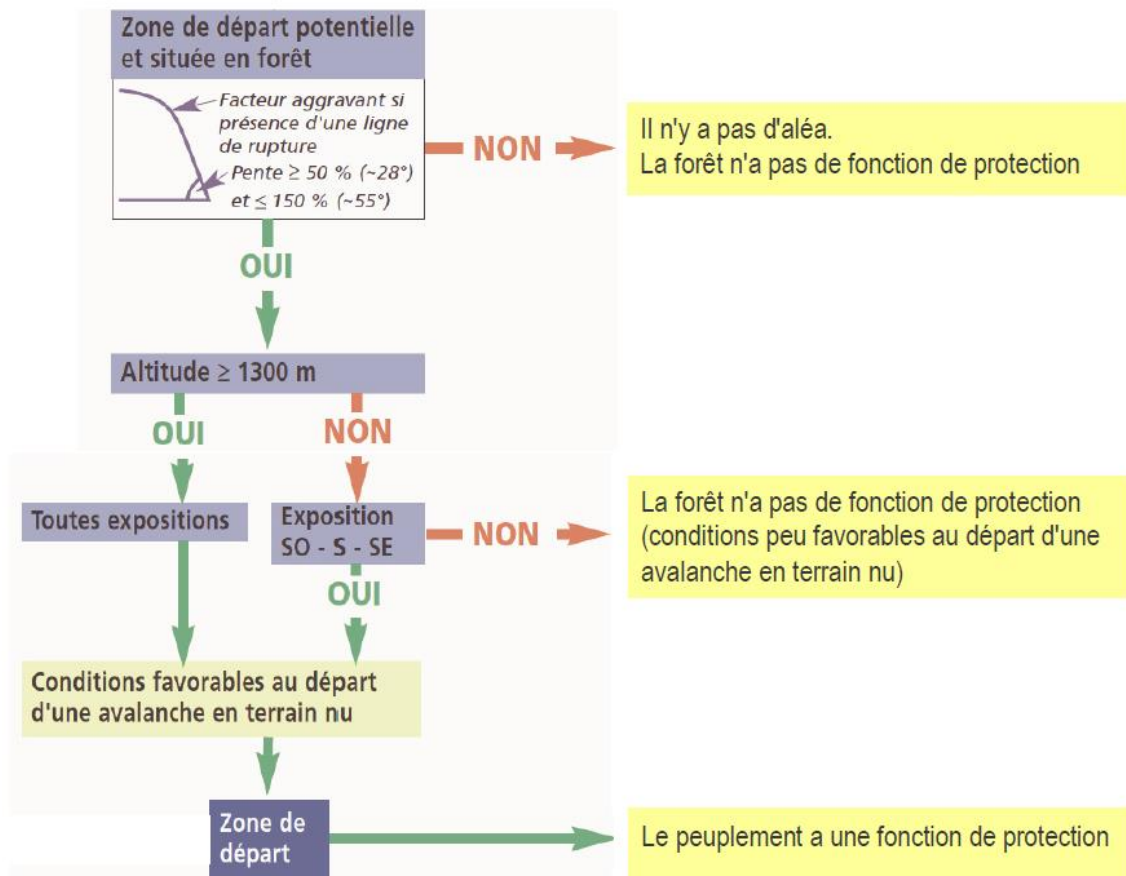 Zone de départ potentielle
et située en forêt
Facteur aggravant si
présence d'une ligne
de rupture
Pente ≥ 50 % (~28°)
et ≤ 150 % (~55°)
NON
Il n'y a pas d'aléa.
La forêt n'a pas de fonction de protection
OUI
Altitude ≥ 1300 m
OUI
NON
Toutes expositions
Exposition
SO - S - SE
NON
La forêt n'a pas de fonction de protection
(conditions peu favorables au départ d'une
avalanche en terrain nu)
OUI
Conditions favorables au départ
d'une avalanche en terrain nu
Zone de
départ
Le peuplement a une fonction de protection